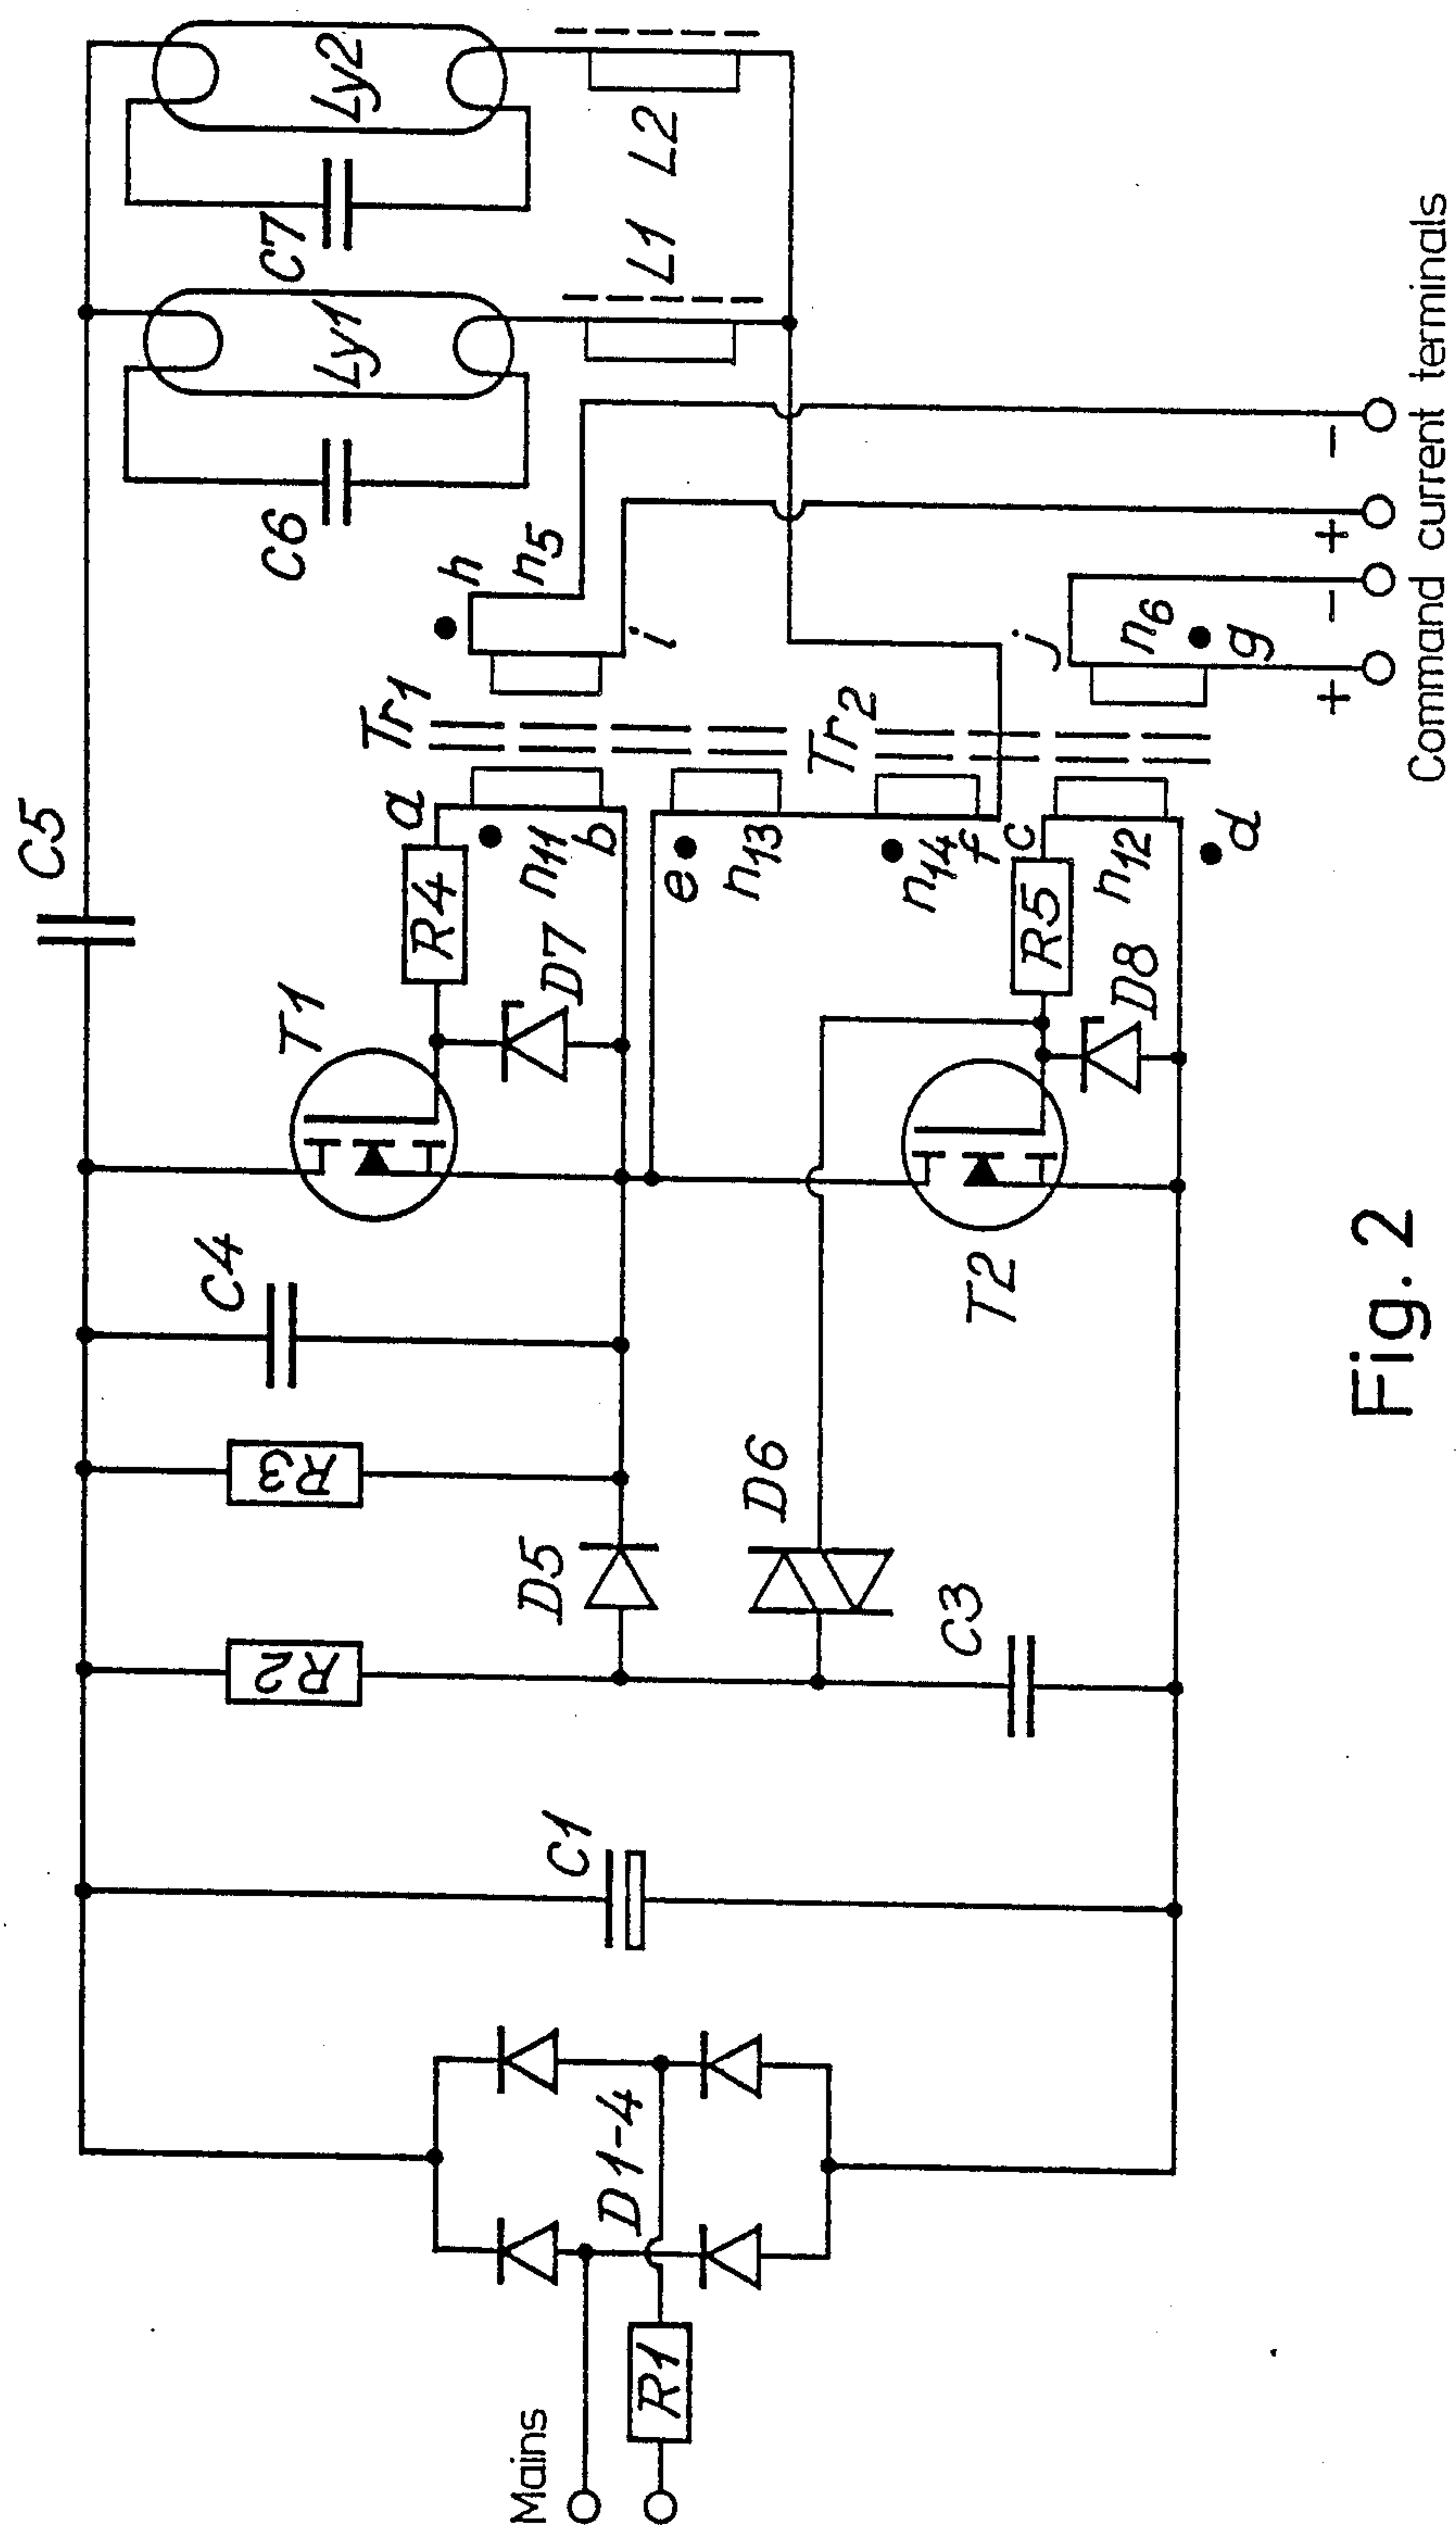 C5
Ly2
Ly1
C7
C6
L1
L2
T1
R4
a
Tr1
h
n5
i
C4
D7
n11
b
R3
R2
D5
e
n13
D6
Tr2
n14
f
c
R5
n12
d
j
n6
g
C1
C3
T2
D8
D1-4
Mains
R1
+
-
+
-
Command current terminals
Fig. 2